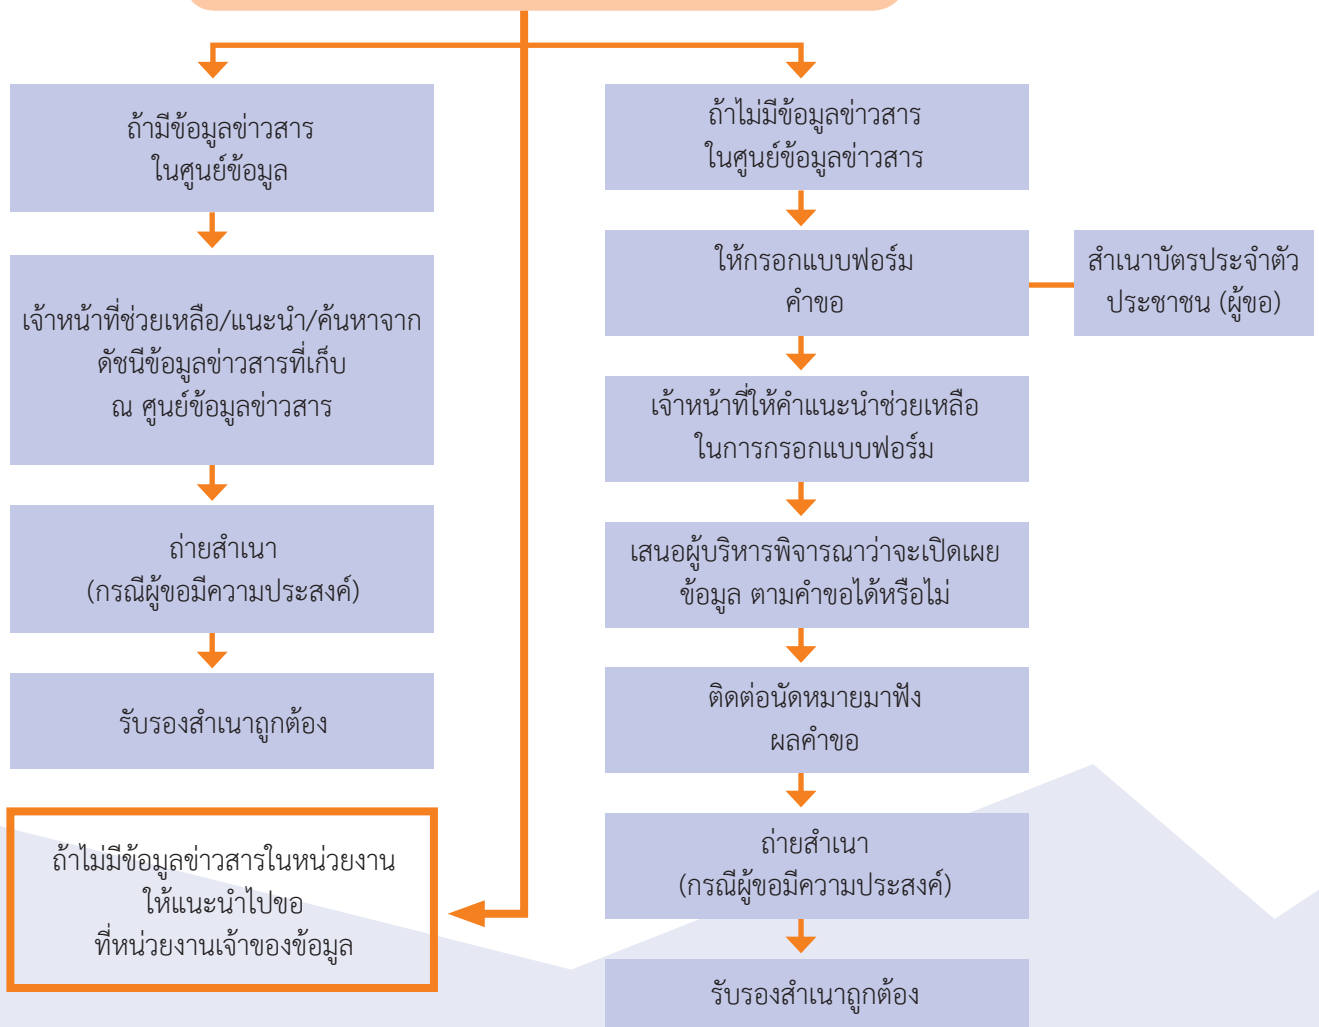 ถ้ามีข้อมูลข่าวสาร
ในศูนย์ข้อมูล
เจ้าหน้าที่ช่วยเหลือ/แนะนำ/ค้นหาจาก
ดัชนีข้อมูลข่าวสารที่เก็บ
ณ ศูนย์ข้อมูลข่าวสาร
ถ่ายสำเนา
(กรณีผู้ขอมีความประสงค์)
รับรองสำเนาถูกต้อง
ถ้าไม่มีข้อมูลข่าวสารในหน่วยงาน
ให้แนะนำไปขอ
ที่หน่วยงานเจ้าของข้อมูล
ถ้าไม่มีข้อมูลข่าวสาร
ในศูนย์ข้อมูลข่าวสาร
ให้กรอกแบบฟอร์ม
คำขอ
สำเนาบัตรประจำตัว
ประชาชน (ผู้ขอ)
เจ้าหน้าที่ให้คำแนะนำช่วยเหลือ
ในการกรอกแบบฟอร์ม
เสนอผู้บริหารพิจารณาว่าจะเปิดเผย
ข้อมูล ตามคำขอได้หรือไม่
ติดต่อนัดหมายมาฟัง
ผลคำขอ
ถ่ายสำเนา
(กรณีผู้ขอมีความประสงค์)
รับรองสำเนาถูกต้อง